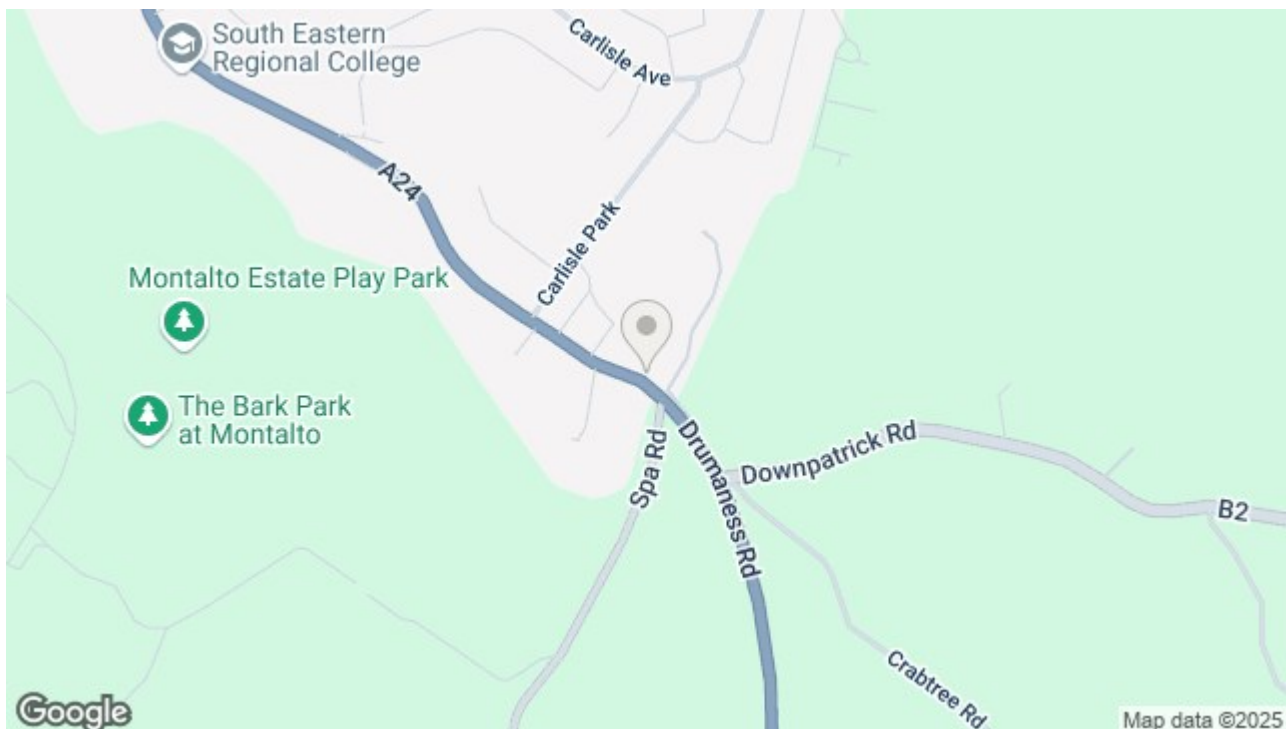 South Eastern
Regional College
Carlisle Ave
A24
Carlisle Park
Montalto Estate Play Park
The Bark Park
at Montalto
Spa Rd
Drumaness Rd
Downpatrick Rd
B2
Crabtree Rd
Google
Map data ©2025